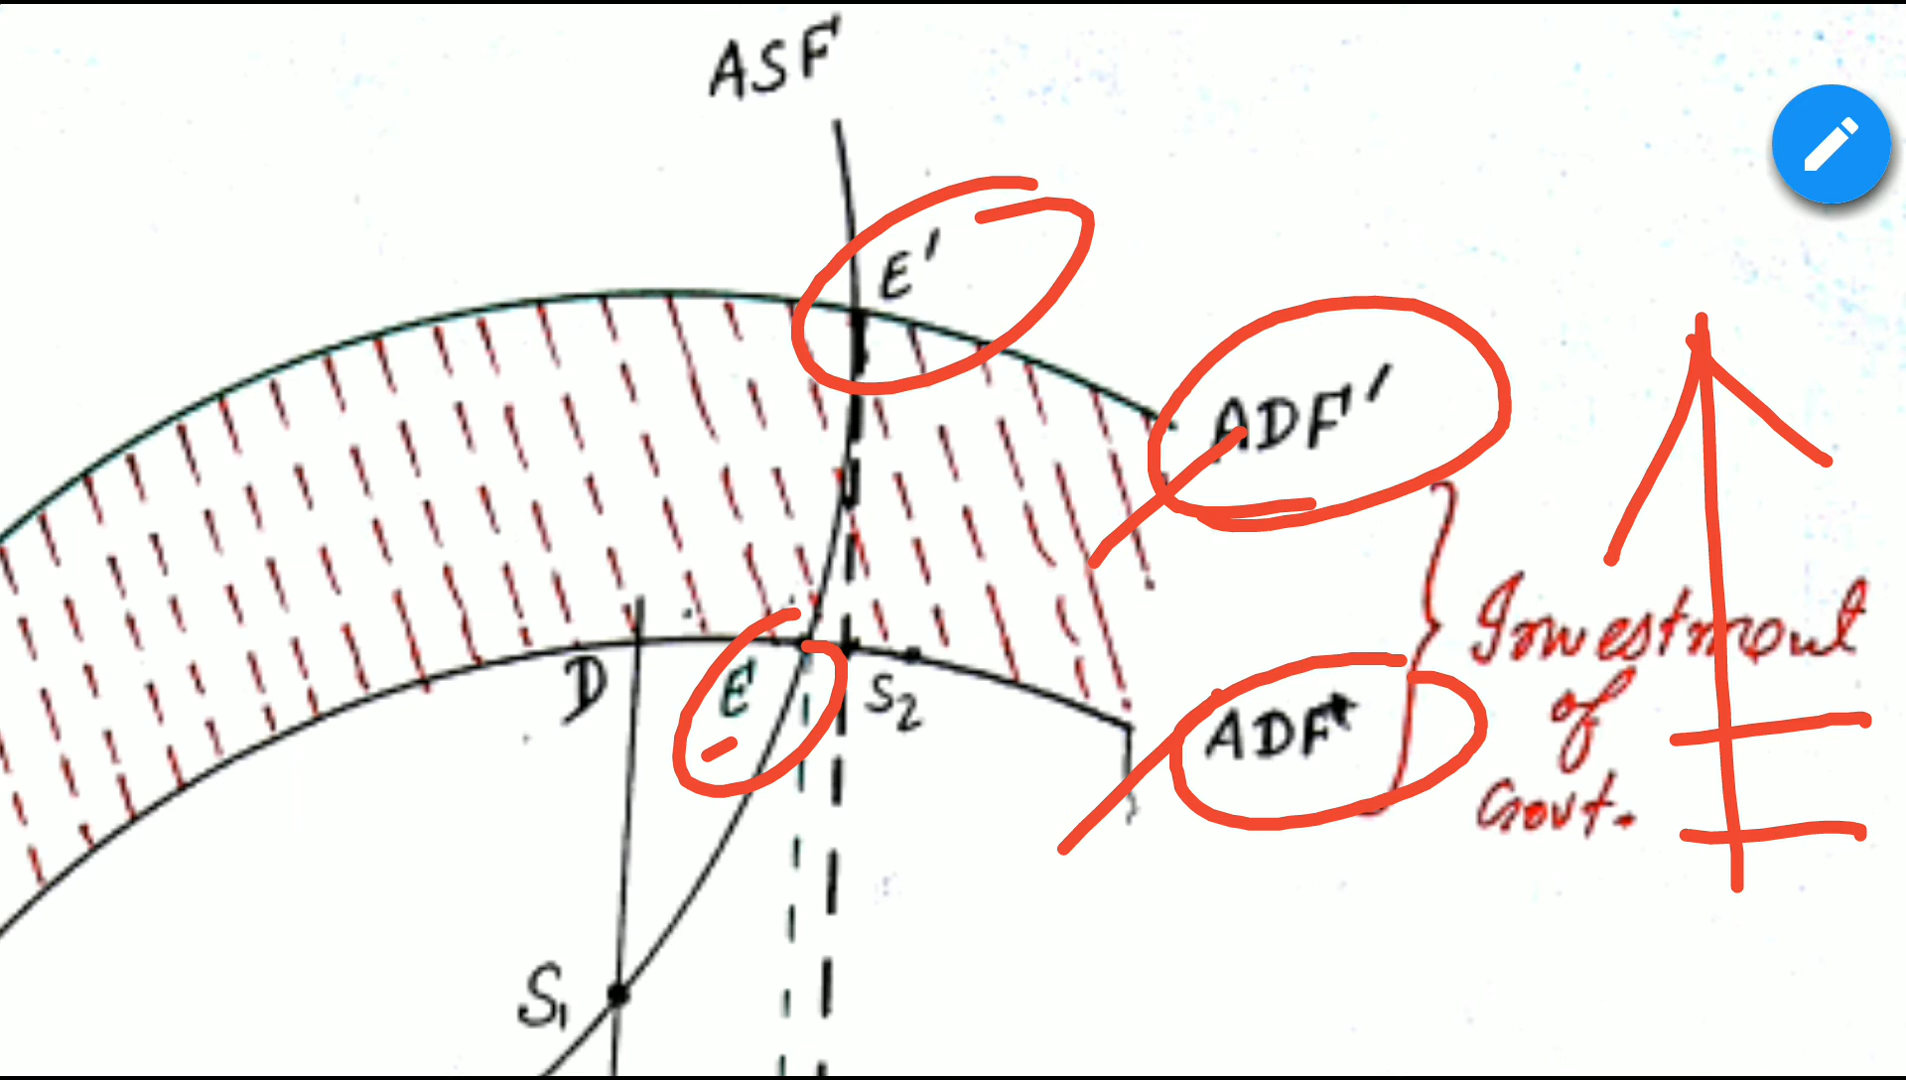 ASF'
E'
ADF''
Investment
of
Govt.
D
E
S₂
ADF*
S₁